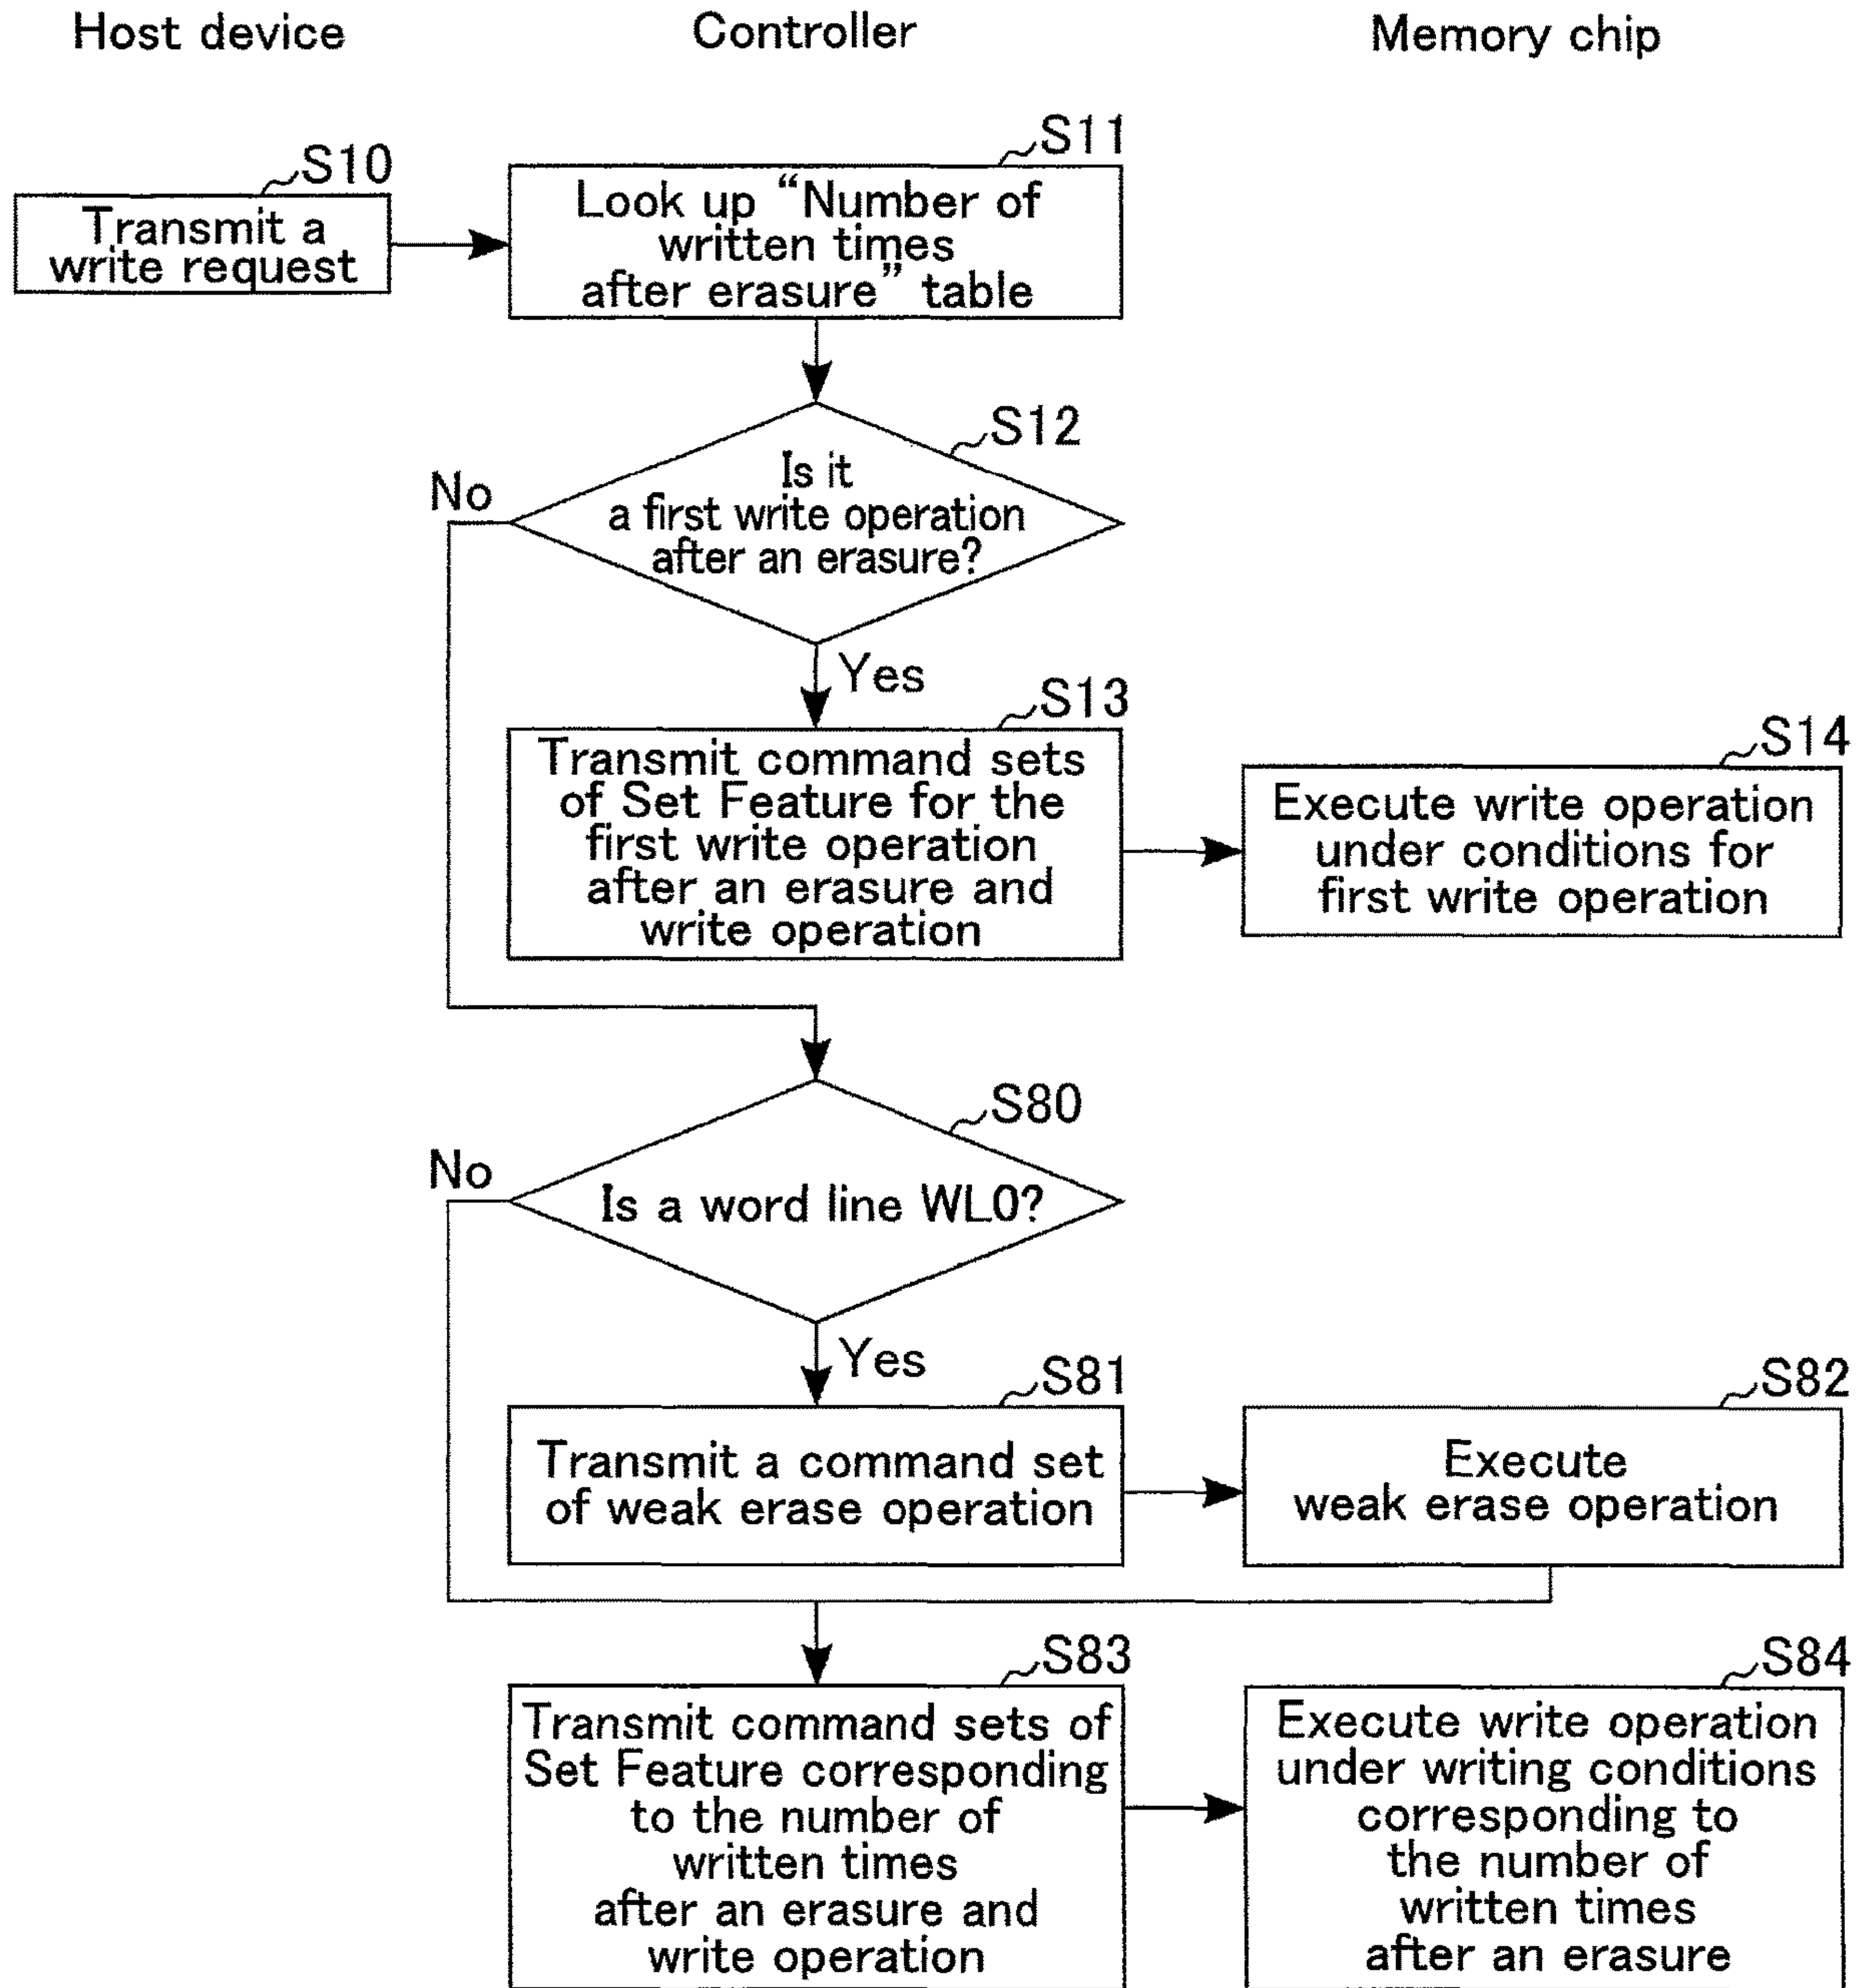 Host device
Controller
Memory chip
S10
Transmit a
write request
S11
Look up “Number of
written times
after erasure” table
S12
Is it
a first write operation
after an erasure?
No
Yes
S13
Transmit command sets
of Set Feature for the
first write operation
after an erasure and
write operation
S14
Execute write operation
under conditions for
first write operation
S80
Is a word line WL0?
No
Yes
S81
Transmit a command set
of weak erase operation
S82
Execute
weak erase operation
S83
Transmit command sets of
Set Feature corresponding
to the number of
written times
after an erasure and
write operation
S84
Execute write operation
under writing conditions
corresponding to
the number of
written times
after an erasure